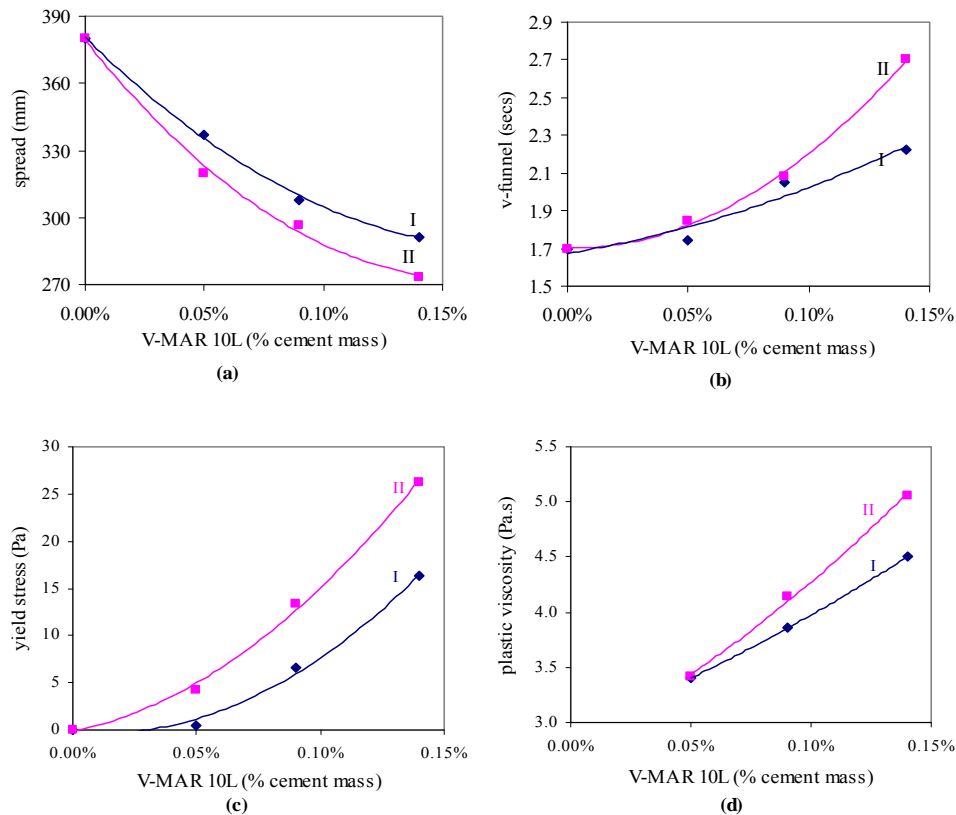 390
360
330
300
270
spread (mm)
I
II
0.00% 0.05% 0.10% 0.15%
V-MAR 10L (% cement mass)
(a)
2.9
2.7
2.5
2.3
2.1
1.9
1.7
1.5
v-funnel (secs)
II
I
0.00% 0.05% 0.10% 0.15%
V-MAR 10L (% cement mass)
(b)
30
25
20
15
10
5
0
yield stress (Pa)
II
I
0.00% 0.05% 0.10% 0.15%
V-MAR 10L (% cement mass)
(c)
5.5
5.0
4.5
4.0
3.5
3.0
plastic viscosity (Pa.s)
II
I
0.00% 0.05% 0.10% 0.15%
V-MAR 10L (% cement mass)
(d)